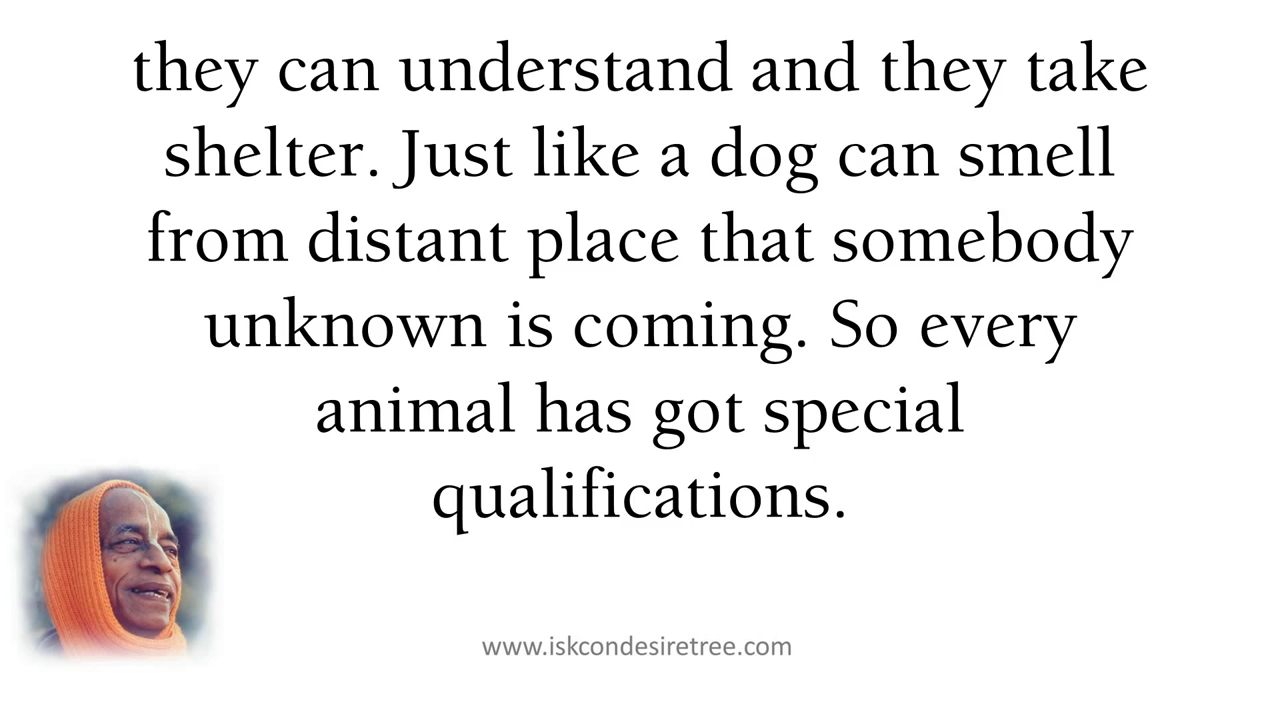 they can understand and they take
shelter. Just like a dog can smell
from distant place that somebody
unknown is coming. So every
animal has got special
qualifications.
www.iskcondesiretree.com